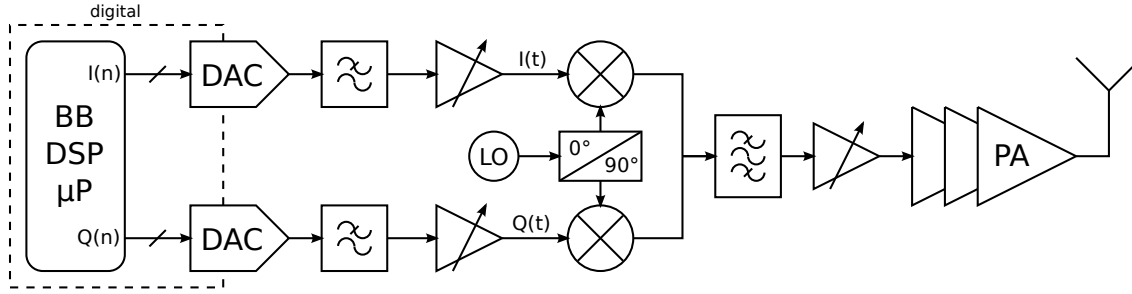 digital
I(n)
DAC
I(t)
BB
DSP
µP
LO
0°
90°
PA
Q(n)
DAC
Q(t)